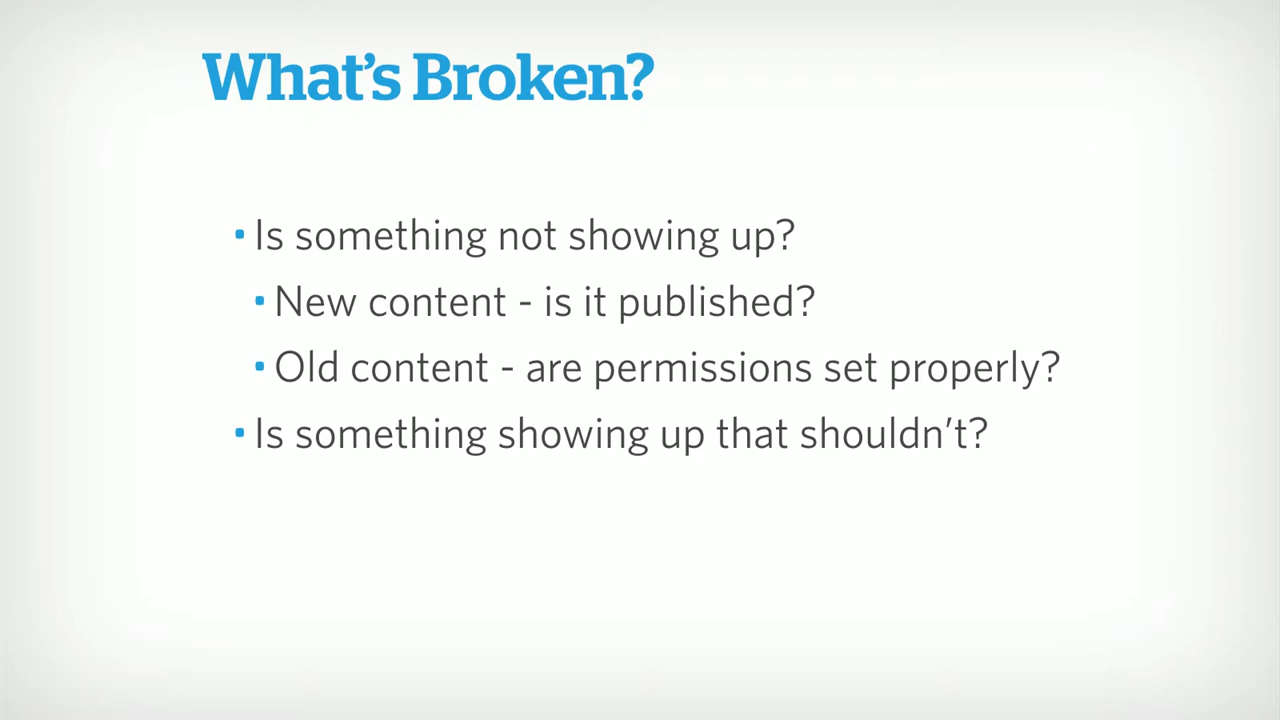 What’s Broken?
▪ Is something not showing up?
▪ New content - is it published?
▪ Old content - are permissions set properly?
▪ Is something showing up that shouldn’t?